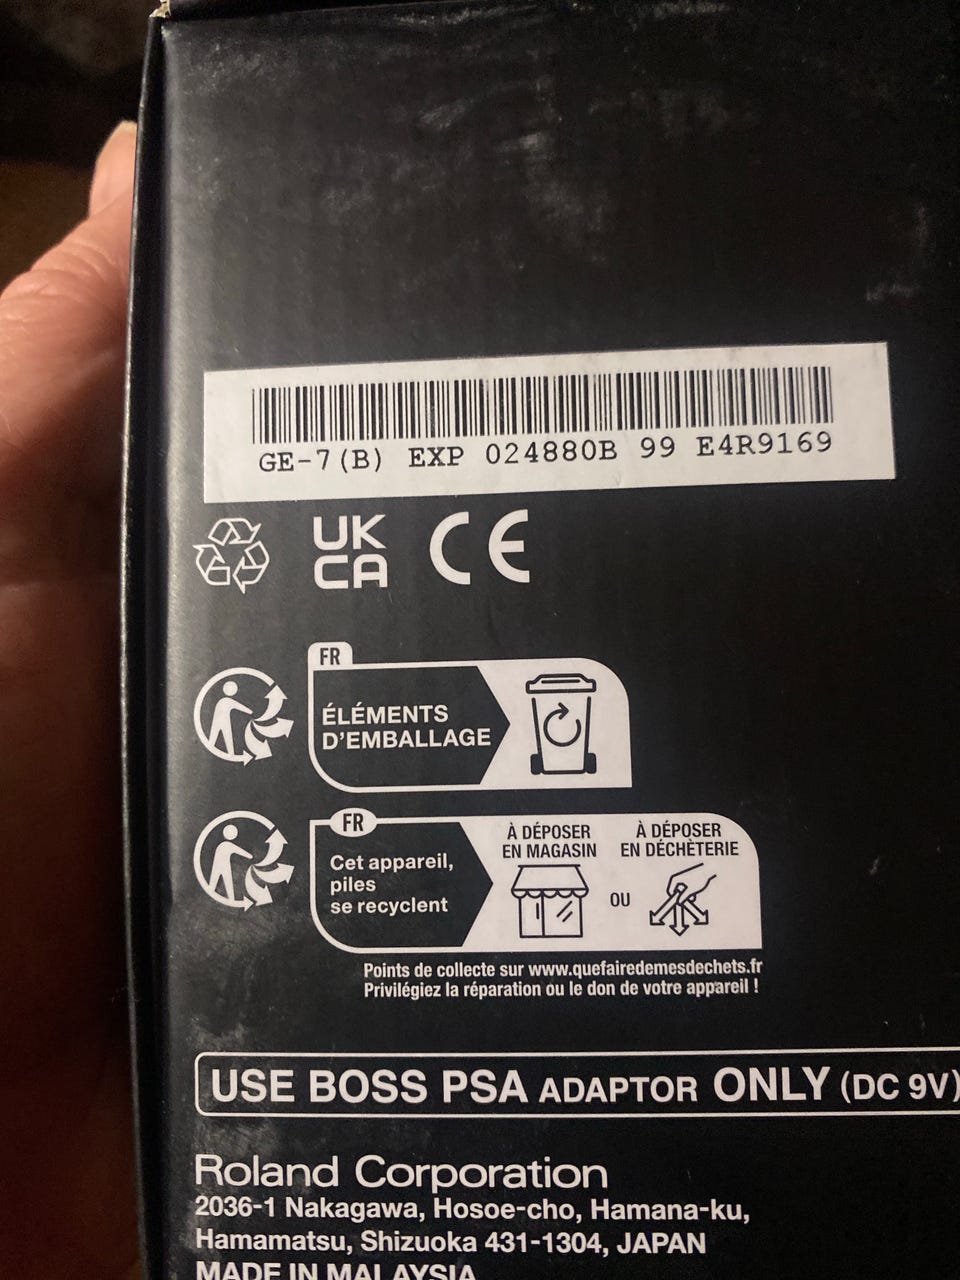 GE-7(B) EXP 024880B 99 E4R9169
UK
CA
CE
FR
ÉLÉMENTS
D'EMBALLAGE
FR
Cet appareil,
piles
se recyclent
À DÉPOSER
EN MAGASIN
OU
À DÉPOSER
EN DÉCHÈTERIE
Points de collecte sur www.quefairedemesdechets.fr
Privilégiez la réparation ou le don de votre appareil !
USE BOSS PSA ADAPTOR ONLY (DC 9V)
Roland Corporation
2036-1 Nakagawa, Hosoe-cho, Hamana-ku,
Hamamatsu, Shizuoka 431-1304, JAPAN
MADE IN MALAYSIA